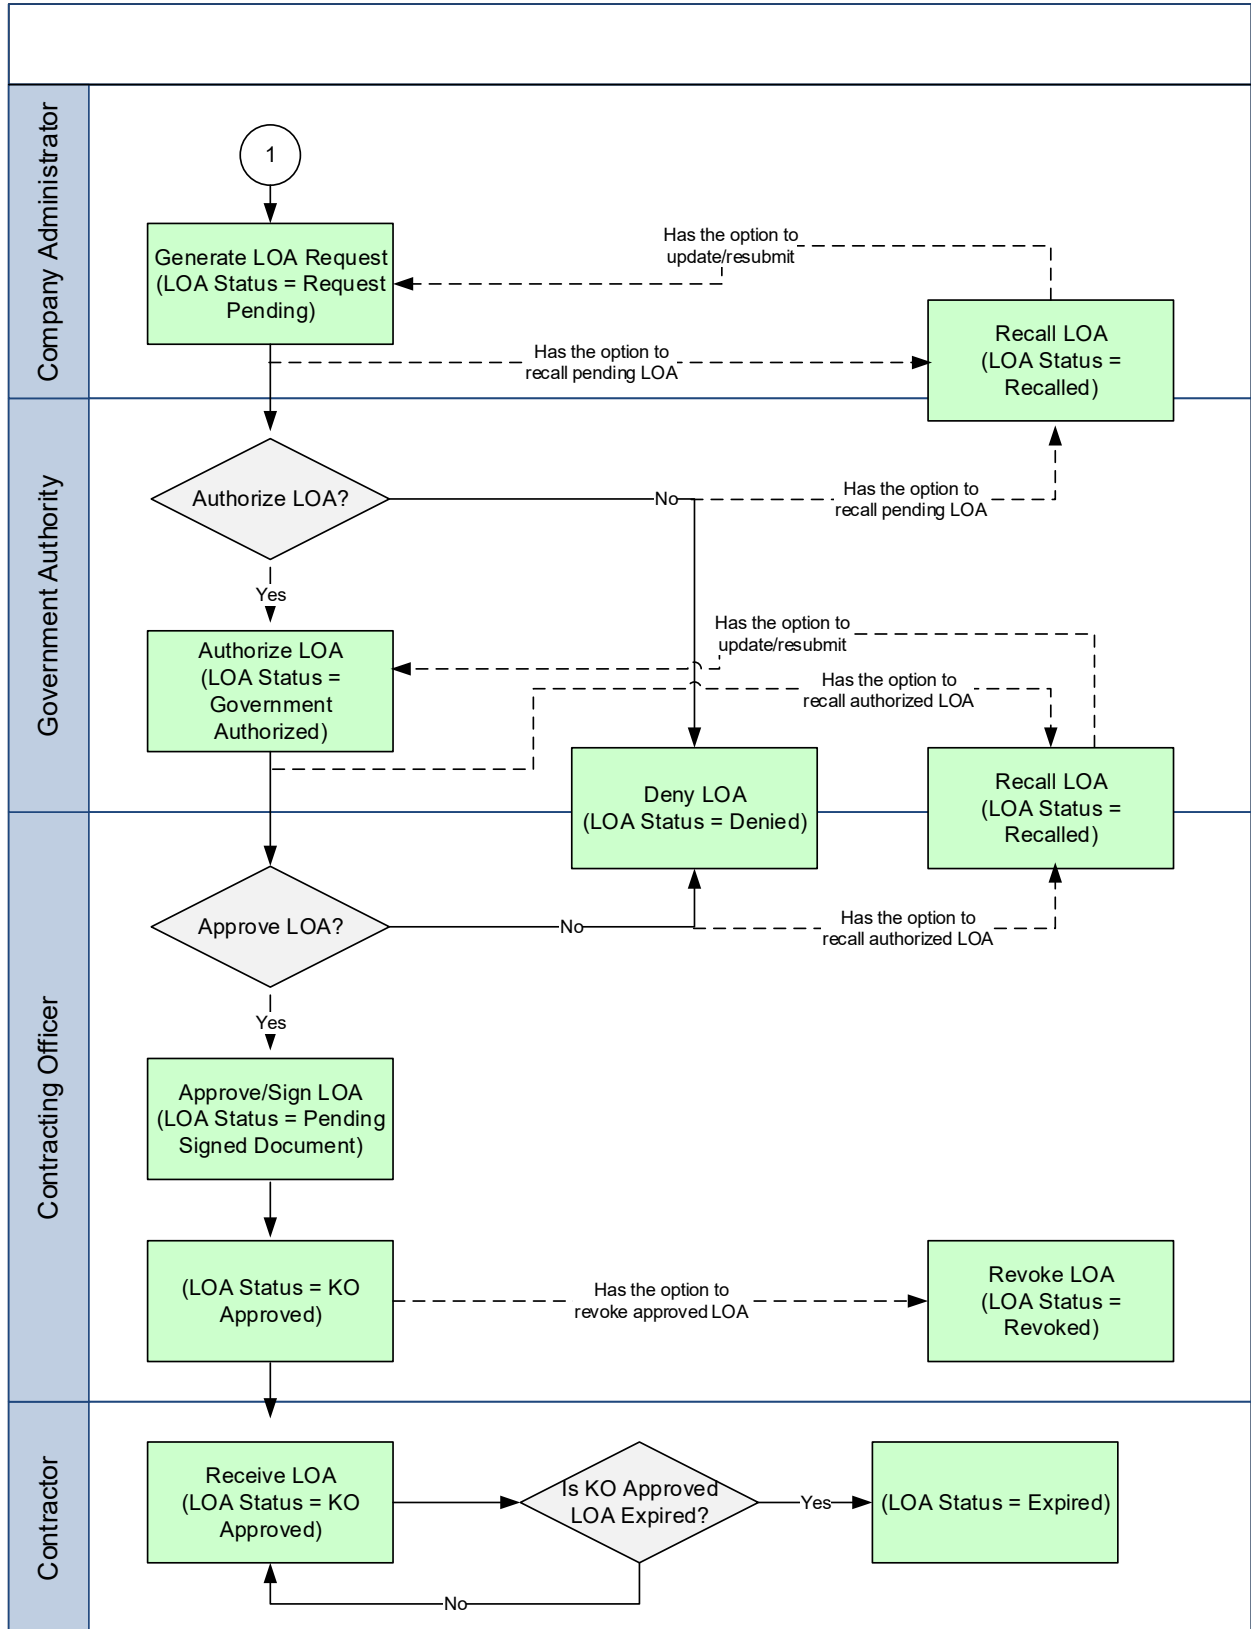 Company Administrator
1
Generate LOA Request
(LOA Status = Request
Pending)
Has the option to
update/resubmit
Has the option to
recall pending LOA
Recall LOA
(LOA Status =
Recalled)
Government Authority
Authorize LOA?
No
Has the option to
recall pending LOA
Yes
Authorize LOA
(LOA Status =
Government
Authorized)
Has the option to
update/resubmit
Has the option to
recall authorized LOA
Deny LOA
(LOA Status = Denied)
Recall LOA
(LOA Status =
Recalled)
Contracting Officer
Approve LOA?
No
Has the option to
recall authorized LOA
Yes
Approve/Sign LOA
(LOA Status = Pending
Signed Document)
(LOA Status = KO
Approved)
Has the option to
revoke approved LOA
Revoke LOA
(LOA Status =
Revoked)
Contractor
Receive LOA
(LOA Status = KO
Approved)
Is KO Approved
LOA Expired?
Yes
(LOA Status = Expired)
No